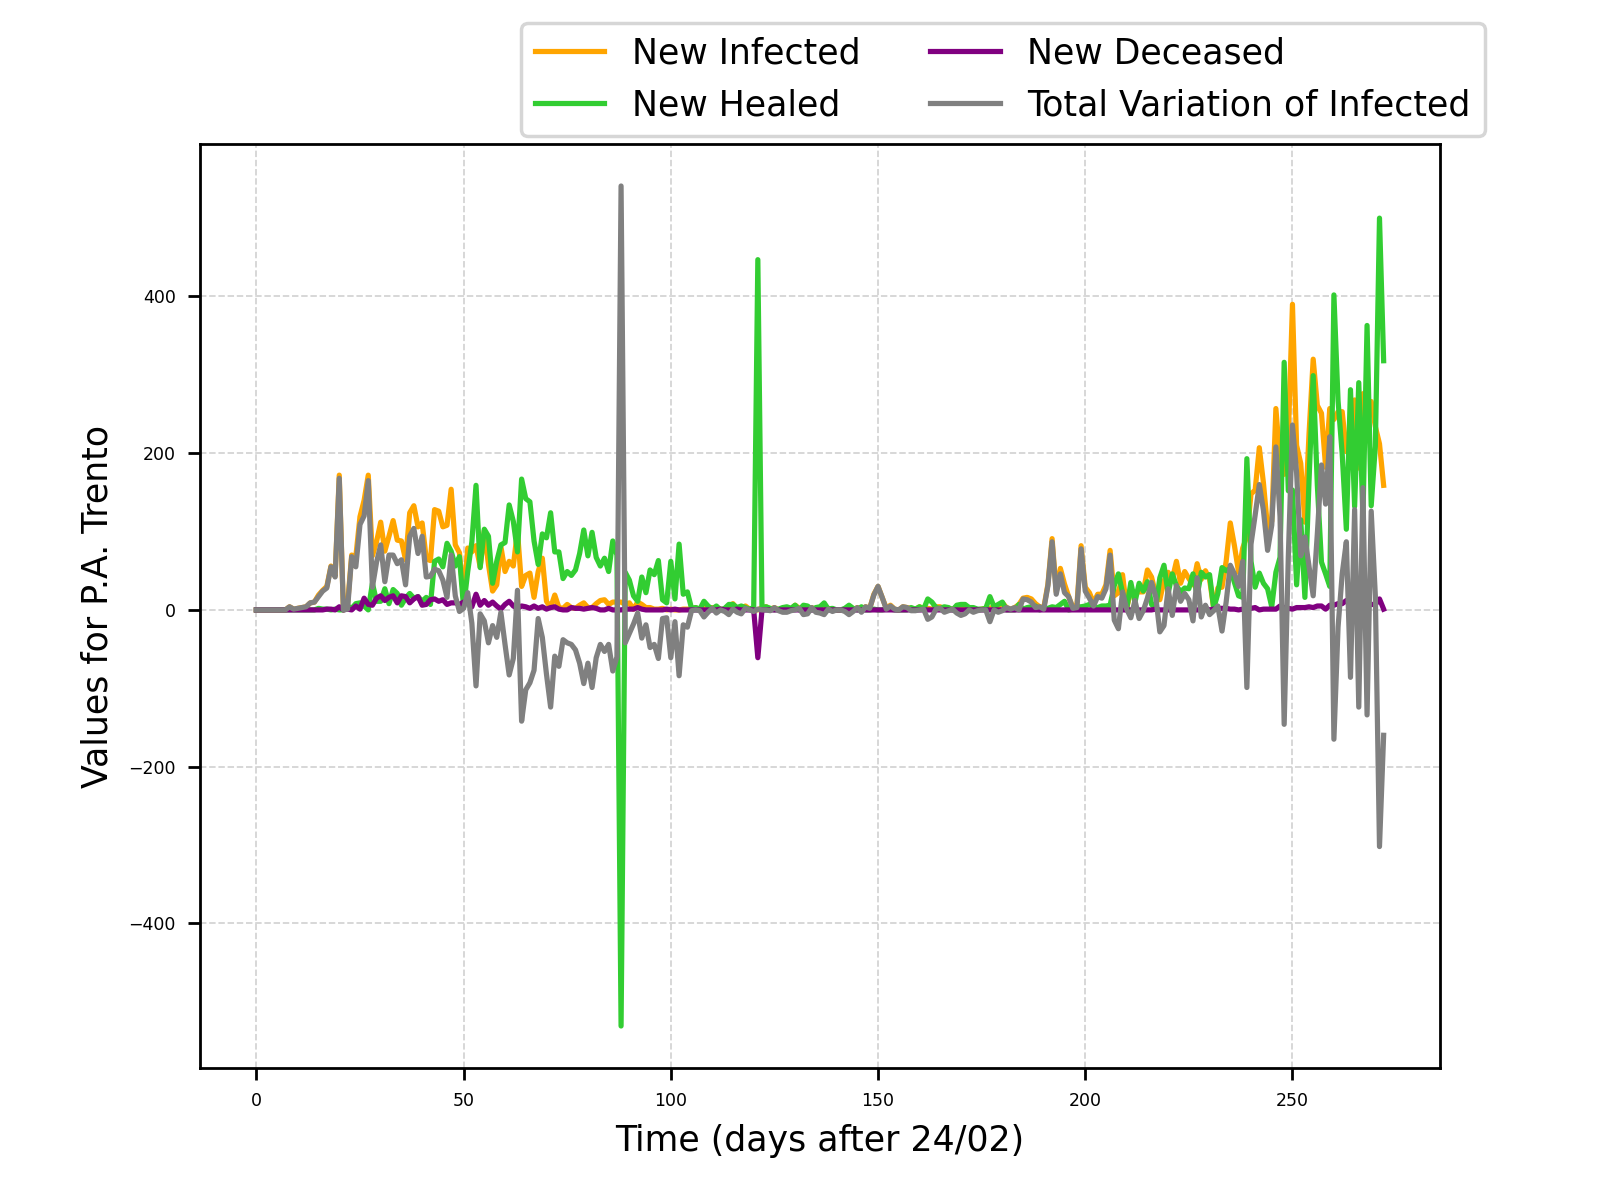 New Infected
New Healed
New Deceased
Total Variation of Infected
Values for P.A. Trento
400
200
0
−200
−400
0 50 100 150 200 250
Time (days after 24/02)